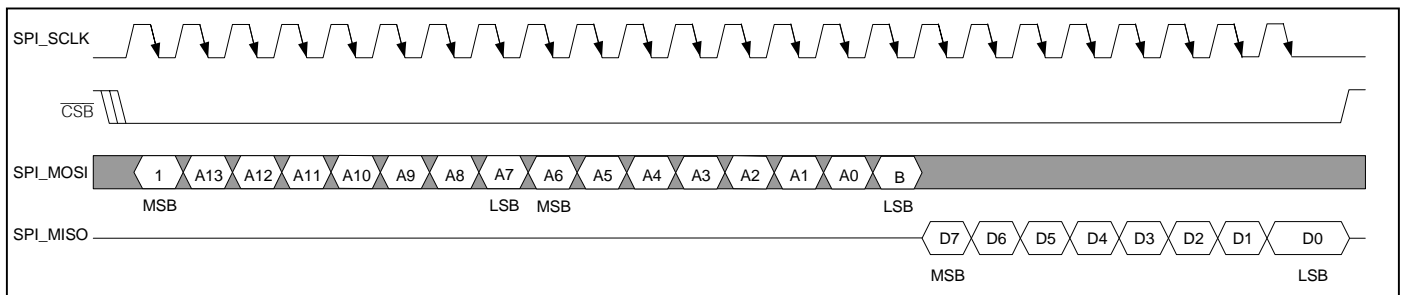 SPI_SCLK
CSB
SPI_MOSI 1 A13 A12 A11 A10 A9 A8 A7 A6 A5 A4 A3 A2 A1 A0 B
MSB LSB MSB LSB
SPI_MISO D7 D6 D5 D4 D3 D2 D1 D0
MSB LSB